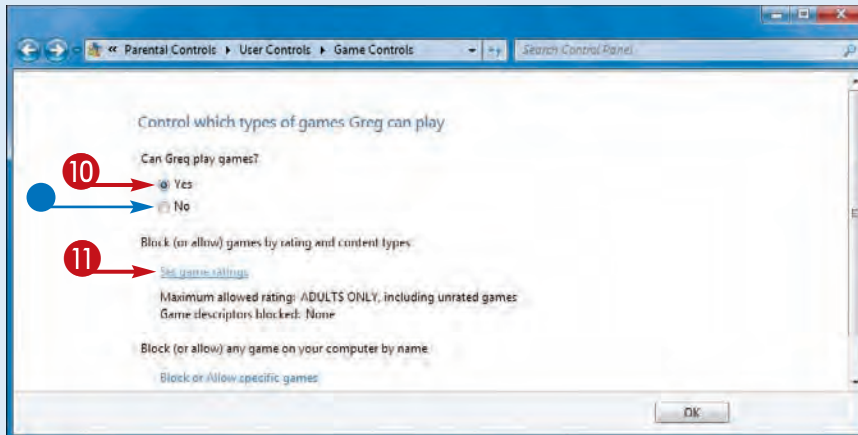 « Parental Controls ▸ User Controls ▸ Game Controls
Search Control Panel
Control which types of games Greg can play
Can Greg play games?
10
Yes
No
Block (or allow) games by rating and content types
11
Set game ratings
Maximum allowed rating: ADULTS ONLY, including unrated games
Game descriptors blocked: None
Block (or allow) any game on your computer by name
Block or Allow specific games
OK